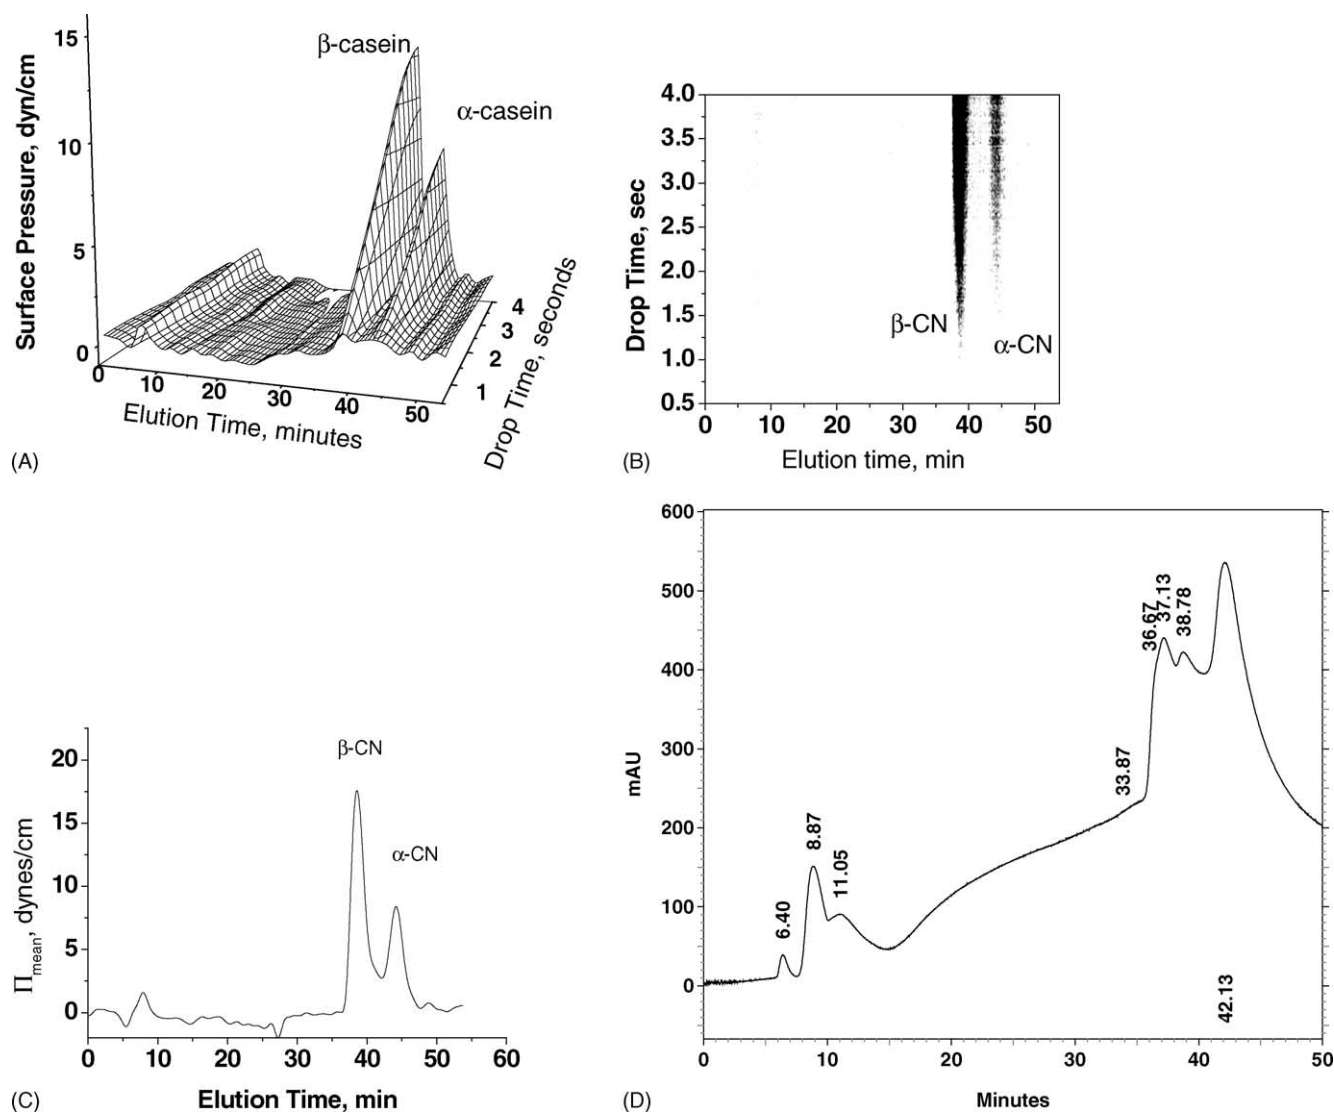 15
10
5
0
Surface Pressure, dyn/cm
β-casein
α-casein
0
10
20
30
40
50
Elution Time, minutes
4
3
2
1
Drop Time, seconds
(A)
4.0
3.5
3.0
2.5
2.0
1.5
1.0
0.5
Drop Time, sec
β-CN
α-CN
0 10 20 30 40 50
Elution time, min
(B)
20
15
10
5
0
Πmean, dynes/cm
β-CN
α-CN
0 10 20 30 40 50 60
Elution Time, min
(C)
600
500
400
300
200
100
0
mAU
6.40
8.87
11.05
33.87
36.67
37.13
38.78
42.13
0 10 20 30 40 50
Minutes
(D)